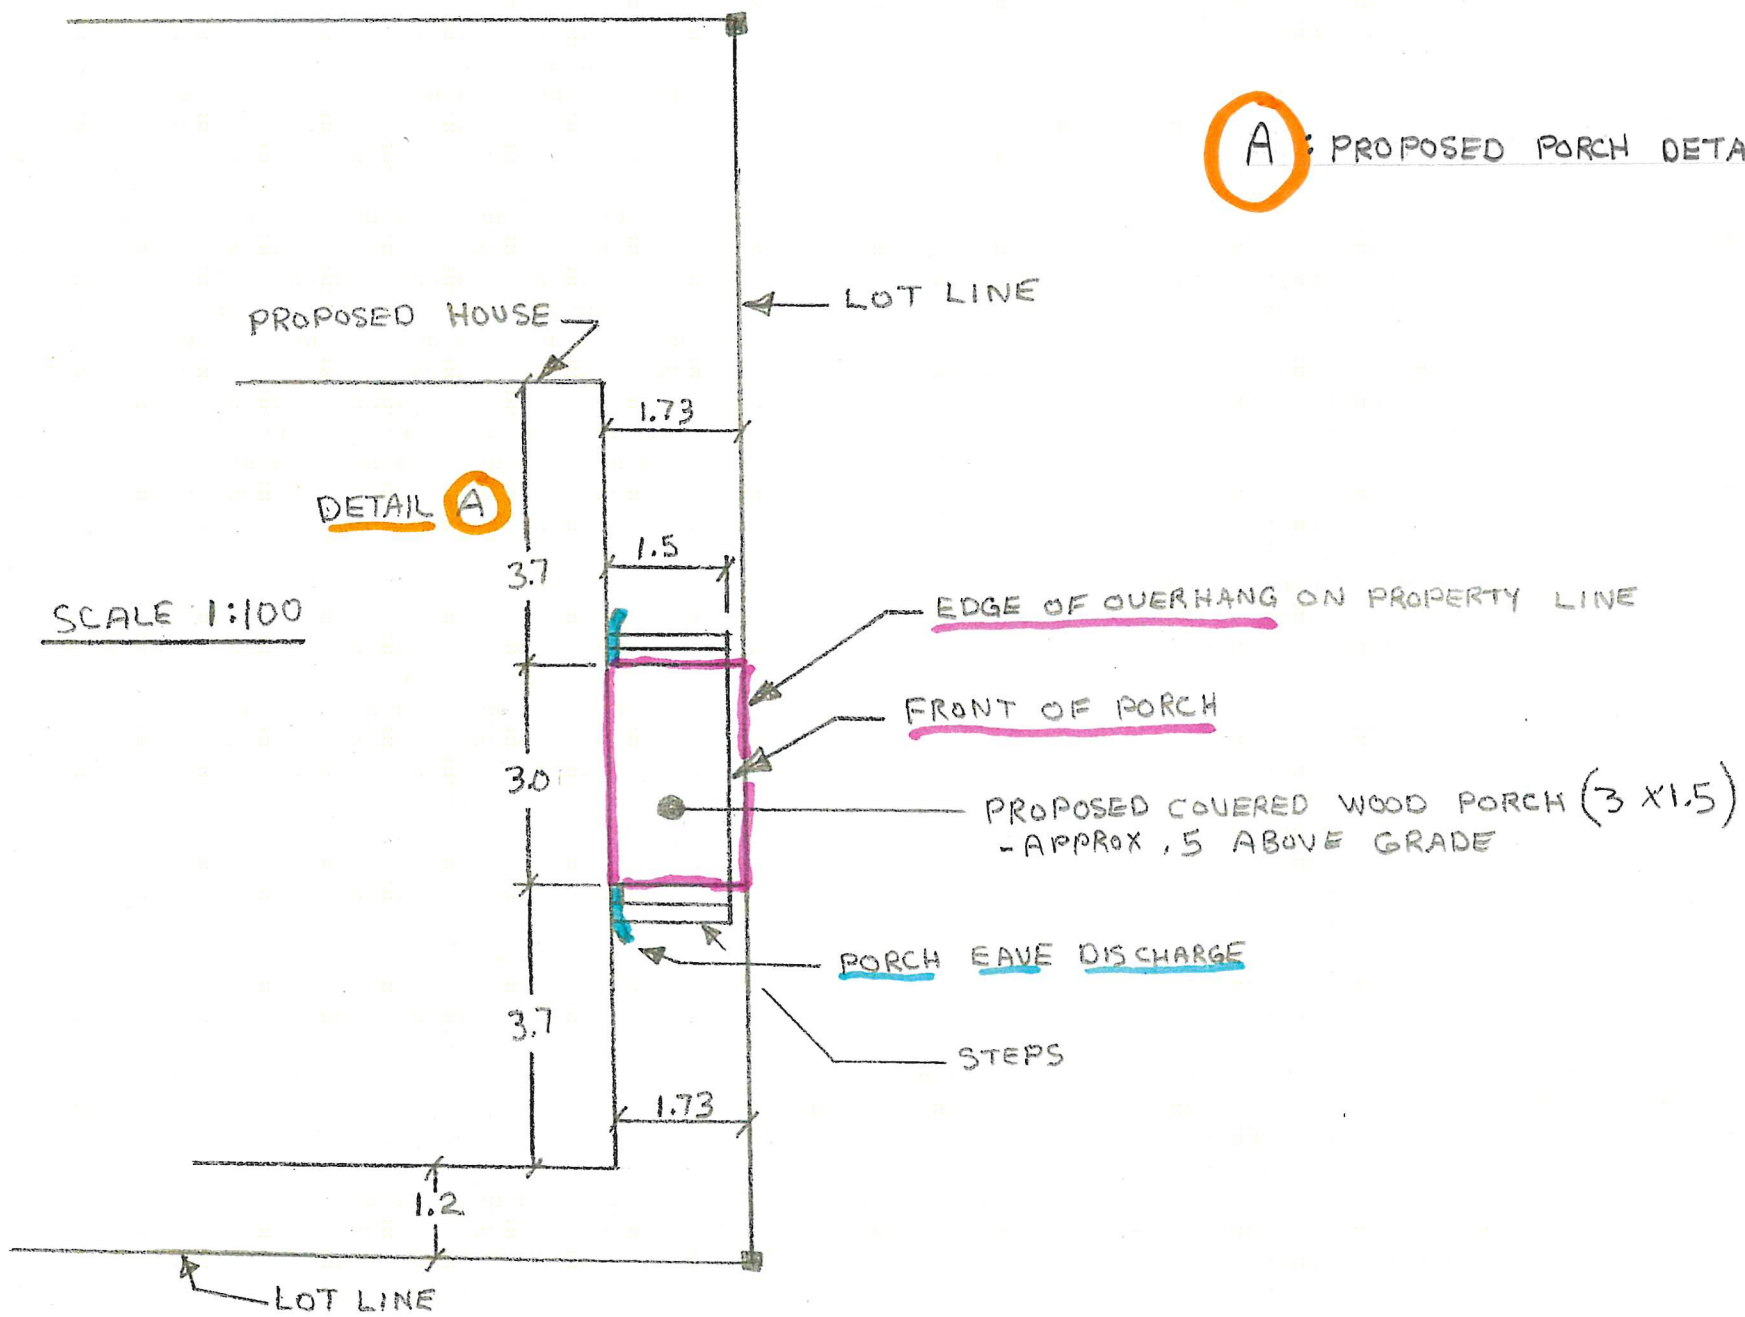 A : PROPOSED PORCH DETA
LOT LINE
PROPOSED HOUSE
1.73
DETAIL A
1.5
3.7
EDGE OF OVERHANG ON PROPERTY LINE
SCALE 1:100
FRONT OF PORCH
3.0
PROPOSED COVERED WOOD PORCH (3 X 1.5)
- APPROX .5 ABOVE GRADE
PORCH EAVE DISCHARGE
3.7
STEPS
1.73
1.2
LOT LINE